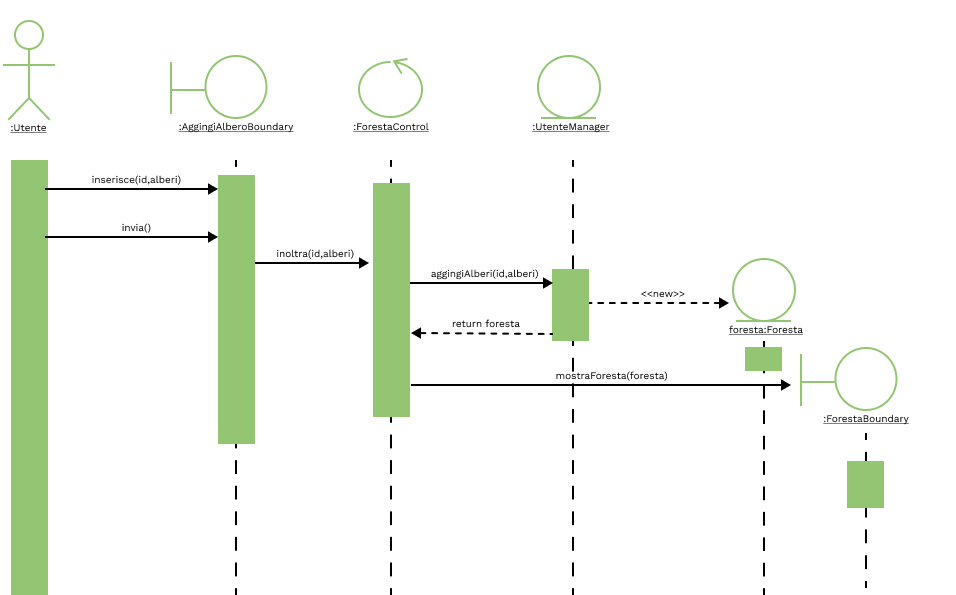 :Utente
:AggingiAlberoBoundary
:ForestaControl
:UtenteManager
inserisce(id,alberi)
invia()
inoltra(id,alberi)
aggingiAlberi(id,alberi)
<<new>>
return foresta
foresta:Foresta
mostraForesta(foresta)
:ForestaBoundary